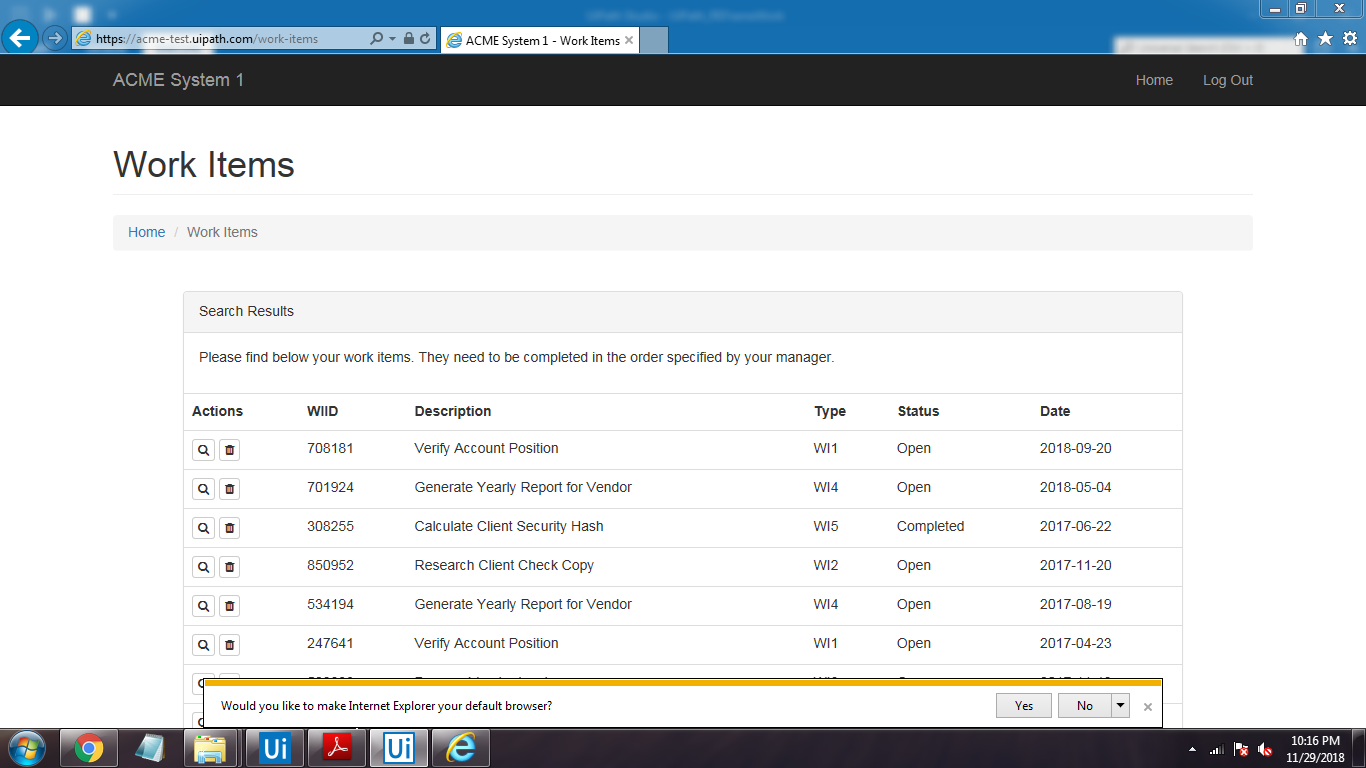 https://acme-test.uipath.com/work-items
ACME System 1 - Work Items
ACME System 1 Home Log Out
Work Items
Home / Work Items
Search Results
Please find below your work items. They need to be completed in the order specified by your manager.
Actions WIID Description Type Status Date
708181 Verify Account Position WI1 Open 2018-09-20
701924 Generate Yearly Report for Vendor WI4 Open 2018-05-04
308255 Calculate Client Security Hash WI5 Completed 2017-06-22
850952 Research Client Check Copy WI2 Open 2017-11-20
534194 Generate Yearly Report for Vendor WI4 Open 2017-08-19
247641 Verify Account Position WI1 Open 2017-04-23
Would you like to make Internet Explorer your default browser? Yes No
Ui Ui
10:16 PM
11/29/2018